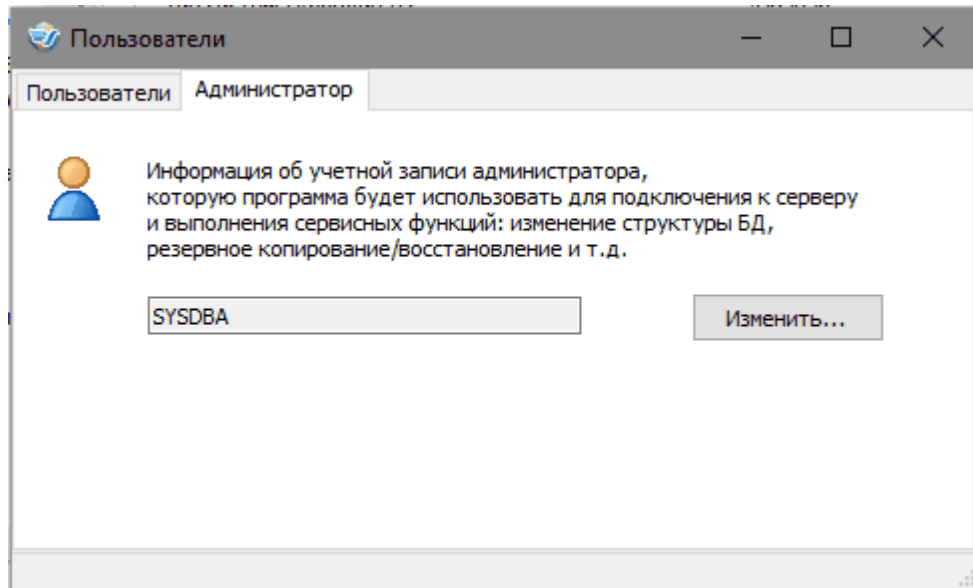 Пользователи
Пользователи Администратор
Информация об учетной записи администратора,
которую программа будет использовать для подключения к серверу
и выполнения сервисных функций: изменение структуры БД,
резервное копирование/восстановление и т.д.
SYSDBA Изменить...